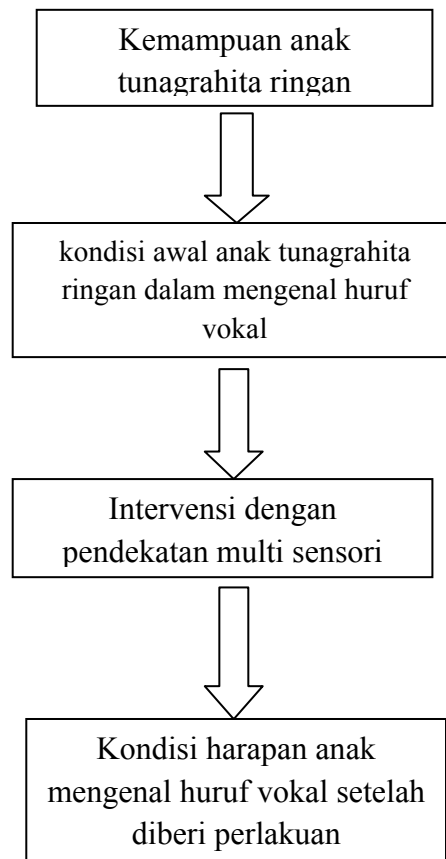 Kemampuan anak
tunagrahita ringan
kondisi awal anak tunagrahita
ringan dalam mengenal huruf
vokal
Intervensi dengan
pendekatan multi sensori
Kondisi harapan anak
mengenal huruf vokal setelah
diberi perlakuan